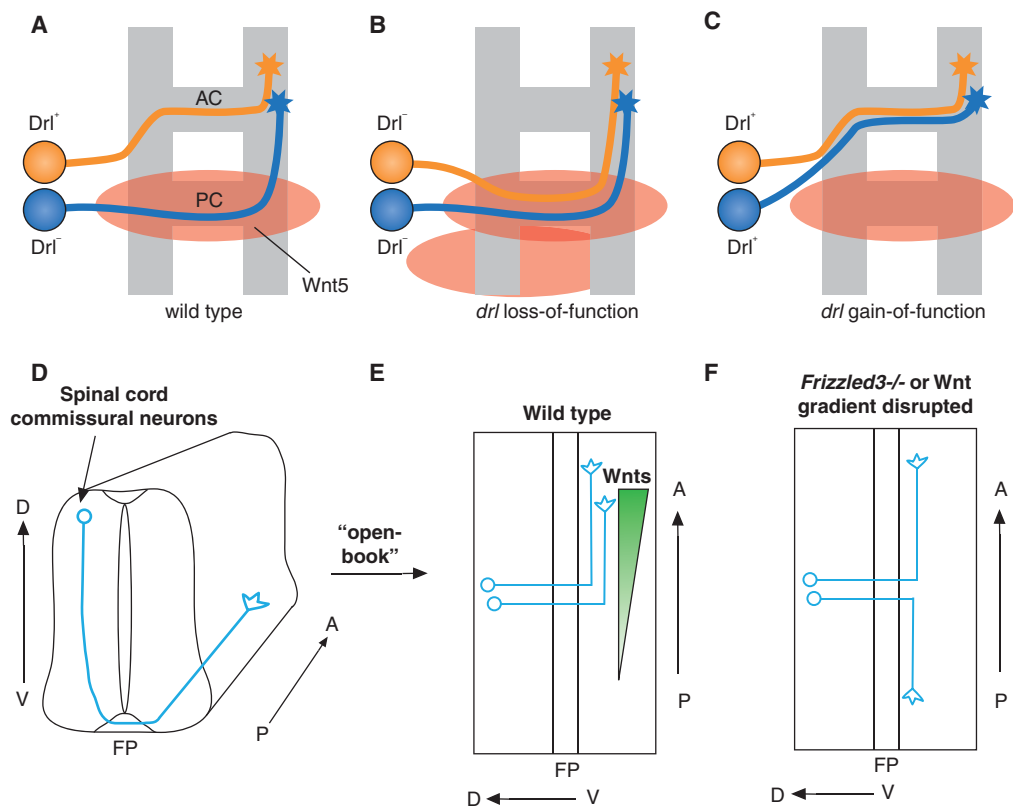 A
AC
Drl⁺
Drl⁻
PC
Wnt5
wild type
B
Drl⁻
Drl⁻
drl loss-of-function
C
Drl⁺
Drl⁺
drl gain-of-function
D
Spinal cord
commissural neurons
D
V
FP
A
P
“open-
book”
E
Wild type
Wnts
A
P
FP
D
V
F
Frizzled3-/- or Wnt
gradient disrupted
A
P
FP
D
V